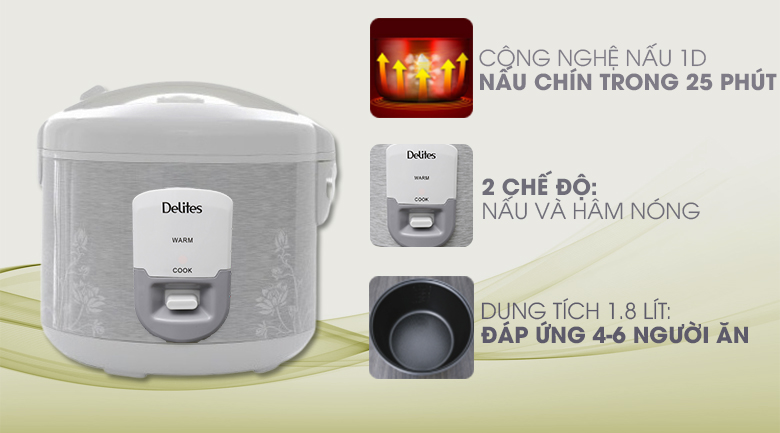 Delites
WARM
COOK
CÔNG NGHỆ NẤU 1D
NẤU CHÍN TRONG 25 PHÚT
Delites
WARM
COOK
2 CHẾ ĐỘ:
NẤU VÀ HÂM NÓNG
DUNG TÍCH 1.8 LÍT:
ĐÁP ỨNG 4-6 NGƯỜI ĂN